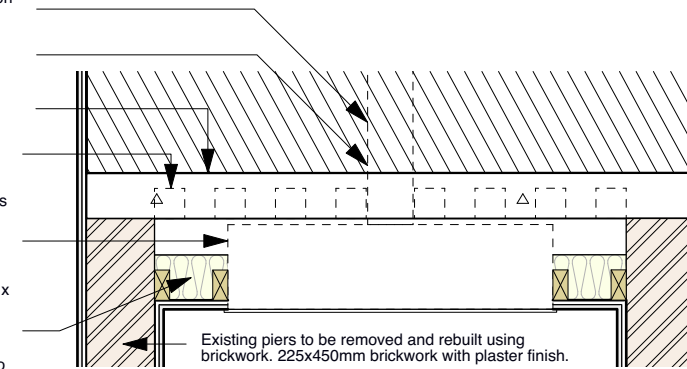 s
x
Existing piers to be removed and rebuilt using
brickwork. 225x450mm brickwork with plaster finish.